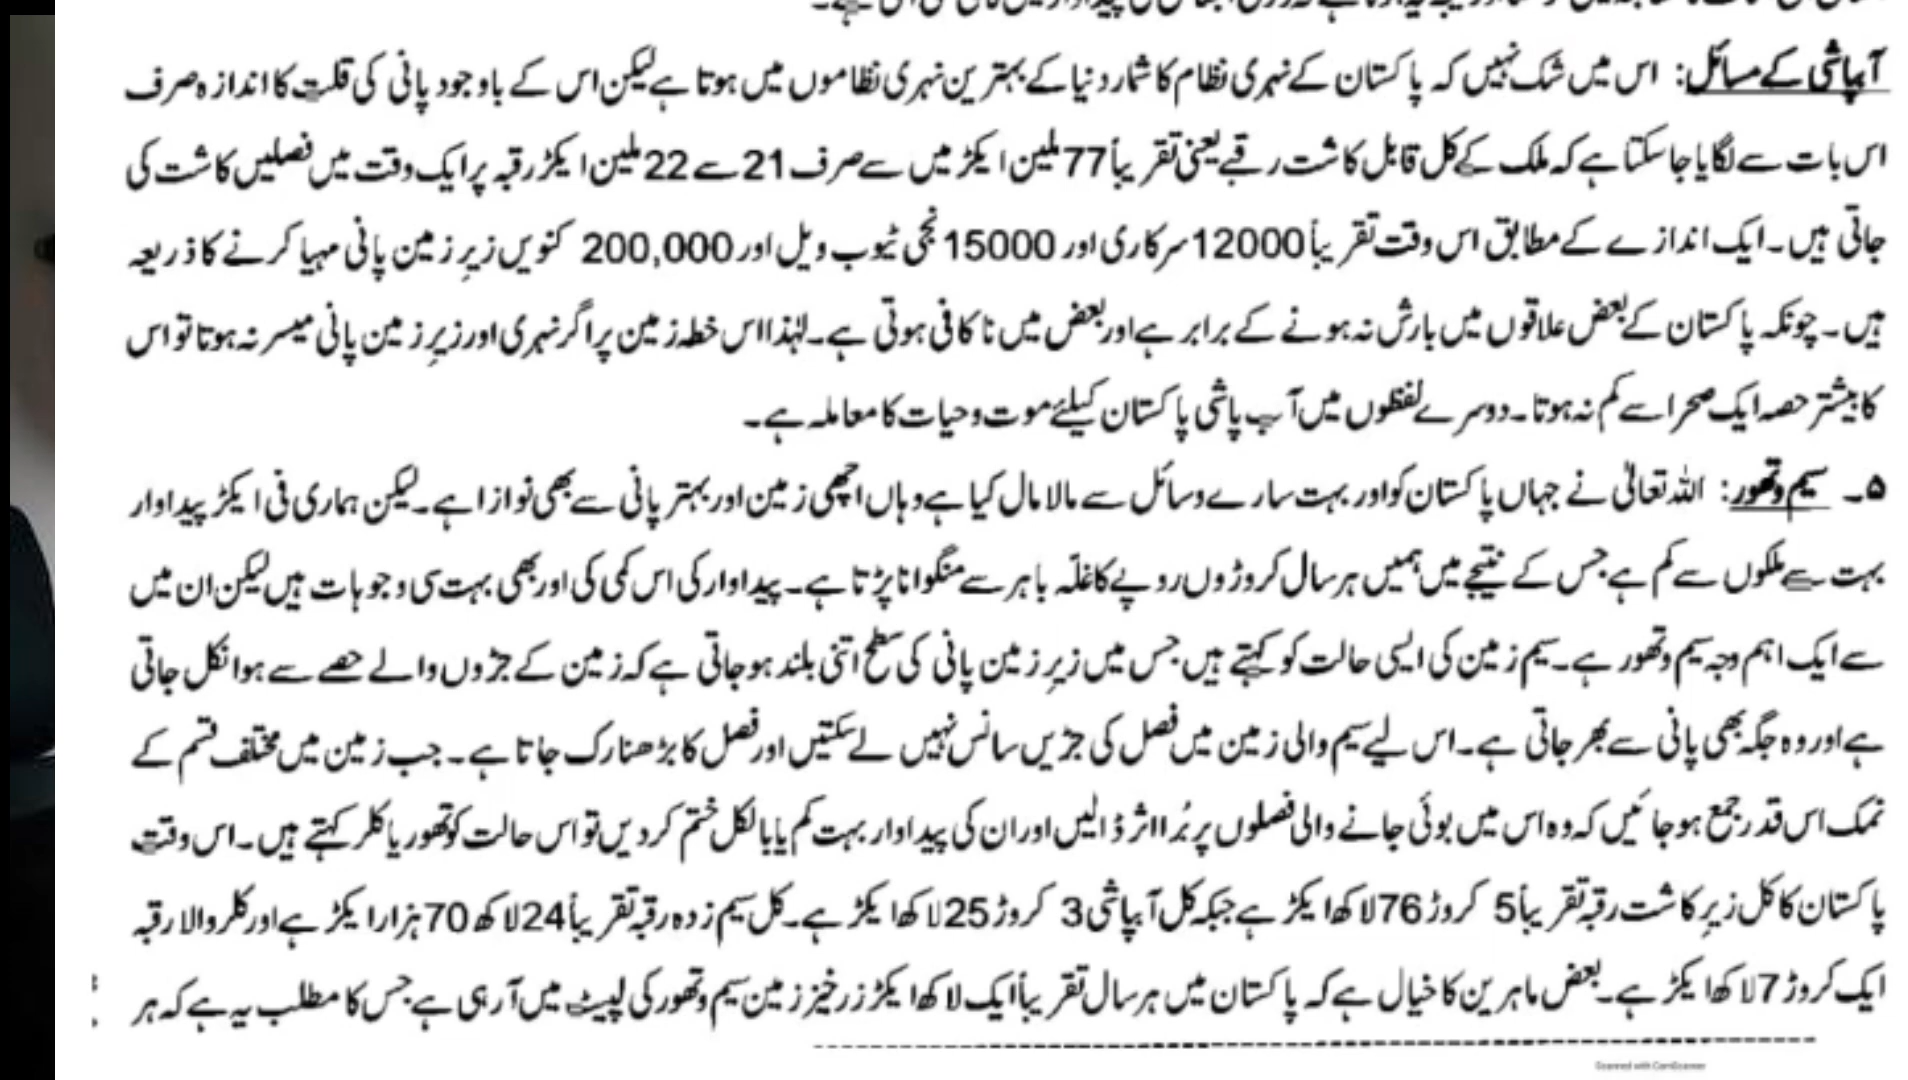 آبپاشی کے مسائل: اس میں شک نہیں کہ پاکستان کے نہری نظام کا شمار دنیا کے بہترین نہری نظاموں میں ہوتا ہے لیکن اس کے باوجود پانی کی قلت کا اندازہ صرف
اس بات سے لگایا جا سکتا ہے کہ ملک کے کل قابل کاشت رقبے یعنی تقریباً 77 ملین ایکڑ میں سے صرف 21 سے 22 ملین ایکڑ رقبہ پر ایک وقت میں فصلیں کاشت کی
جاتی ہیں۔ ایک اندازے کے مطابق اس وقت تقریباً 12000 سرکاری اور 15000 نجی ٹیوب ویل اور 200,000 کنویں زیرِ زمین پانی مہیا کرنے کا ذریعہ
ہیں۔ چونکہ پاکستان کے بعض علاقوں میں بارش نہ ہونے کے برابر ہے اور بعض میں ناکافی ہوتی ہے۔ لہٰذا اس خطہ زمین پر اگر نہری اور زیرِ زمین پانی میسر نہ ہوتا تو اس
کا بیشتر حصہ ایک صحرا سے کم نہ ہوتا۔ دوسرے لفظوں میں آب پاشی پاکستان کیلئے موت و حیات کا معاملہ ہے۔
۵۔ سیم و تھور: اللہ تعالیٰ نے جہاں پاکستان کو اور بہت سارے وسائل سے مالا مال کیا ہے وہاں اچھی زمین اور بہتر پانی سے بھی نوازا ہے۔ لیکن ہماری فی ایکڑ پیداوار
بہت سے ملکوں سے کم ہے جس کے نتیجے میں ہمیں ہر سال کروڑوں روپے کا غلّہ باہر سے منگوانا پڑتا ہے۔ پیداوار کی اس کمی کی اور بھی بہت سی وجوہات ہیں لیکن ان میں
سے ایک اہم وجہ سیم و تھور ہے۔ سیم زمین کی ایسی حالت کو کہتے ہیں جس میں زیرِ زمین پانی کی سطح اتنی بلند ہو جاتی ہے کہ زمین کے جڑوں والے حصے سے ہوا نکل جاتی
ہے اور وہ جگہ بھی پانی سے بھر جاتی ہے۔ اس لیے سیم والی زمین میں فصل کی جڑیں سانس نہیں لے سکتیں اور فصل کا بڑھنا رک جاتا ہے۔ جب زمین میں مختلف قسم کے
نمک اس قدر جمع ہو جائیں کہ وہ اس میں بوئی جانے والی فصلوں پر بُرا اثر ڈالیں اور ان کی پیداوار بہت کم یا بالکل ختم کر دیں تو اس حالت کو تھور یا کلر کہتے ہیں۔ اس وقت
پاکستان کا کل زیرِ کاشت رقبہ تقریباً 5 کروڑ 76 لاکھ ایکڑ ہے جبکہ کل آبپاشی 3 کروڑ 25 لاکھ ایکڑ ہے۔ کل سیم زدہ رقبہ تقریباً 24 لاکھ 70 ہزار ایکڑ ہے اور کلر والا رقبہ
ایک کروڑ 7 لاکھ ایکڑ ہے۔ بعض ماہرین کا خیال ہے کہ پاکستان میں ہر سال تقریباً ایک لاکھ ایکڑ زرخیز زمین سیم و تھور کی لپیٹ میں آ رہی ہے جس کا مطلب یہ ہے کہ ہر
Scanned with CamScanner